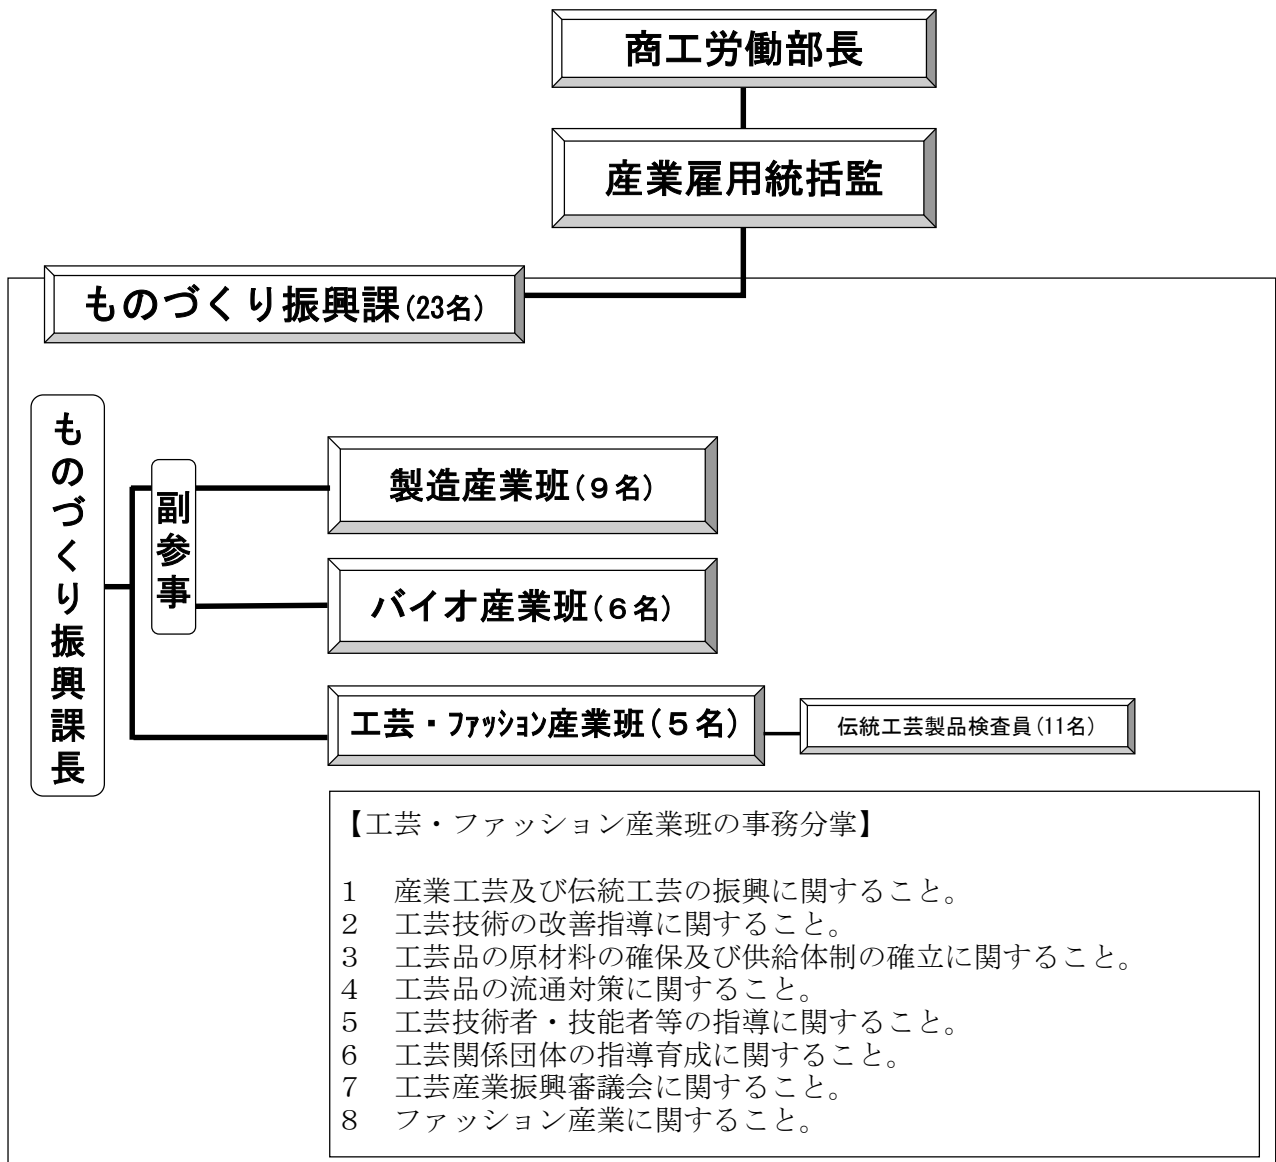 商工労働部長
産業雇用統括監
ものづくり振興課(23名)
ものづくり振興課長
副参事
製造産業班(9名)
バイオ産業班(6名)
工芸・ファッション産業班(5名)
伝統工芸製品検査員(11名)
【工芸・ファッション産業班の事務分掌】
1 産業工芸及び伝統工芸の振興に関すること。
2 工芸技術の改善指導に関すること。
3 工芸品の原材料の確保及び供給体制の確立に関すること。
4 工芸品の流通対策に関すること。
5 工芸技術者・技能者等の指導に関すること。
6 工芸関係団体の指導育成に関すること。
7 工芸産業振興審議会に関すること。
8 ファッション産業に関すること。